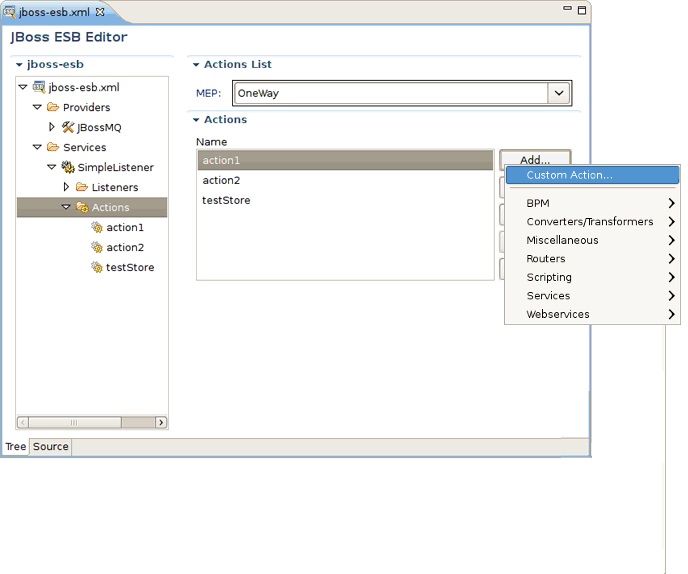 jboss-esb.xml
JBoss ESB Editor
jboss-esb
jboss-esb.xml
Providers
JBossMQ
Services
SimpleListener
Listeners
Actions
action1
action2
testStore
Actions List
MEP: OneWay
Actions
Name
action1
action2
testStore
Add...
Custom Action...
BPM
Converters/Transformers
Miscellaneous
Routers
Scripting
Services
Webservices
Tree Source